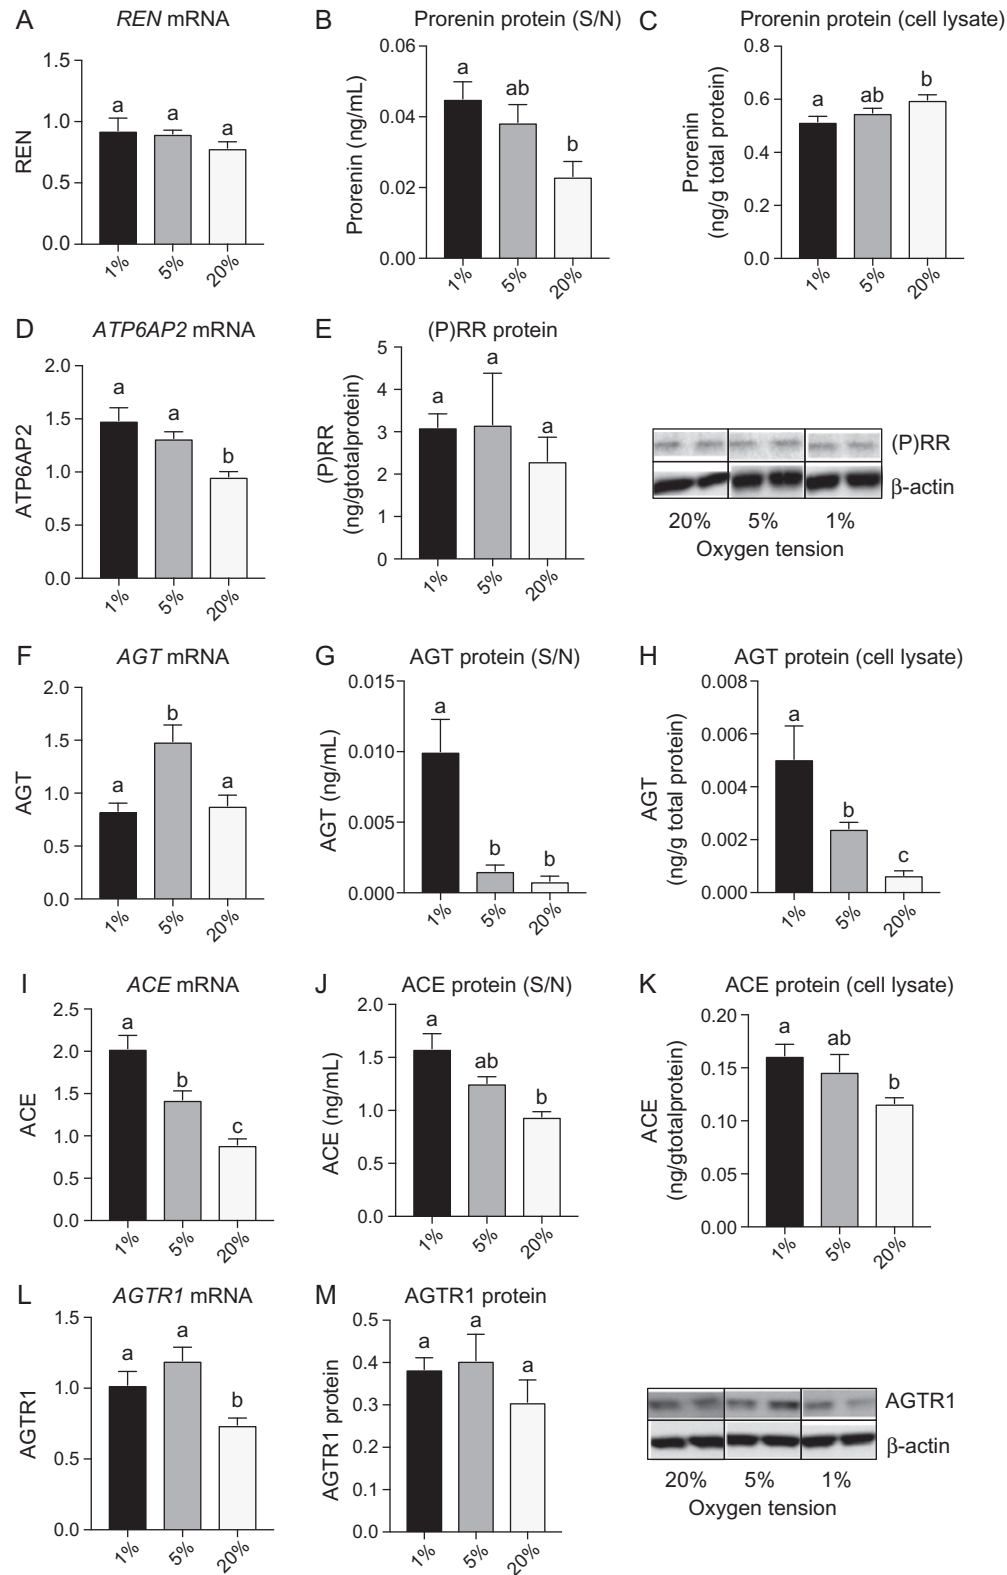 A REN mRNA
REN
1.5
1.0
0.5
0.0
a
a
a
1%
5%
20%
B Prorenin protein (S/N)
Prorenin (ng/mL)
0.06
0.04
0.02
0.00
a
ab
b
1%
5%
20%
C Prorenin protein (cell lysate)
Prorenin
(ng/g total protein)
0.8
0.6
0.4
0.2
0.0
a
ab
b
1%
5%
20%
D ATP6AP2 mRNA
ATP6AP2
2.0
1.5
1.0
0.5
0.0
a
a
b
1%
5%
20%
E (P)RR protein
(P)RR
(ng/gtotalprotein)
5
4
3
2
1
0
a
a
a
1%
5%
20%
(P)RR
β-actin
20% 5% 1%
Oxygen tension
F AGT mRNA
AGT
2.0
1.5
1.0
0.5
0.0
a
b
a
1%
5%
20%
G AGT protein (S/N)
AGT (ng/mL)
0.015
0.010
0.005
0.000
a
b
b
1%
5%
20%
H AGT protein (cell lysate)
AGT
(ng/g total protein)
0.008
0.006
0.004
0.002
0.000
a
b
c
1%
5%
20%
I ACE mRNA
ACE
2.5
2.0
1.5
1.0
0.5
0.0
a
b
c
1%
5%
20%
J ACE protein (S/N)
ACE (ng/mL)
2.0
1.5
1.0
0.5
0.0
a
ab
b
1%
5%
20%
K ACE protein (cell lysate)
ACE
(ng/gtotalprotein)
0.20
0.15
0.10
0.05
0.00
a
ab
b
1%
5%
20%
L AGTR1 mRNA
AGTR1
1.5
1.0
0.5
0.0
a
a
b
1%
5%
20%
M AGTR1 protein
AGTR1 protein
0.5
0.4
0.3
0.2
0.1
0.0
a
a
a
1%
5%
20%
AGTR1
β-actin
20% 5% 1%
Oxygen tension